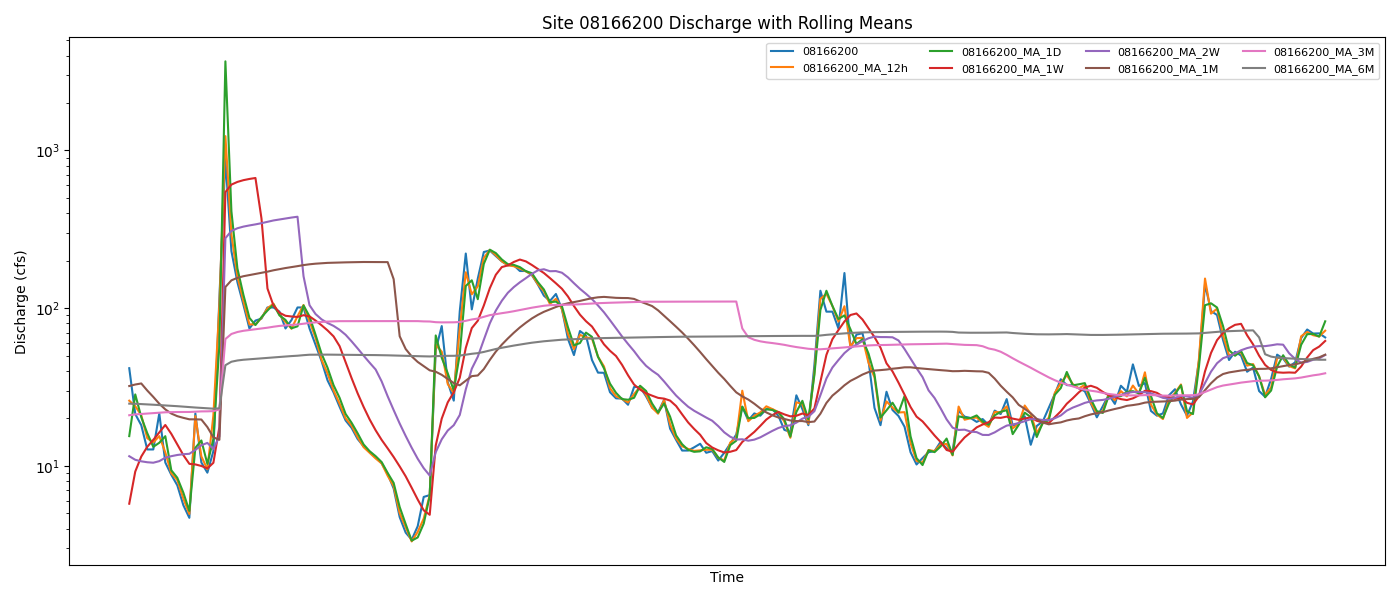 Site 08166200 Discharge with Rolling Means
08166200
08166200_MA_12h
08166200_MA_1D
08166200_MA_1W
08166200_MA_2W
08166200_MA_1M
08166200_MA_3M
08166200_MA_6M
Discharge (cfs)
10³
10²
10¹
Time